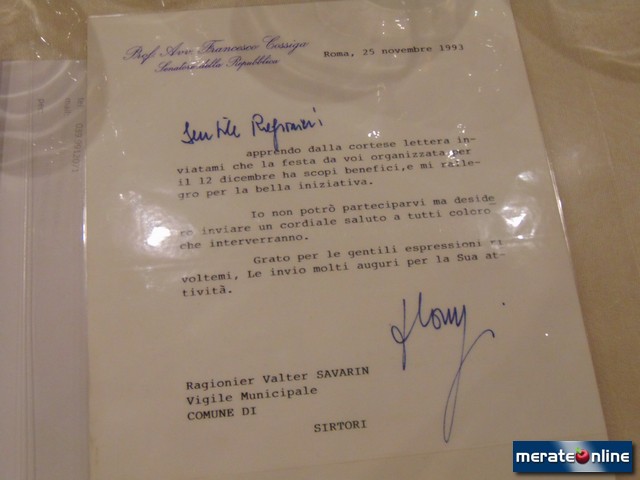 Prof. Avv. Francesco Cossiga
Senatore della Repubblica
Roma, 25 novembre 1993
Gentile Ragionieri
apprendo dalla cortese lettera in-
viatami che la festa da voi organizzata per
il 12 dicembre ha scopi benefici,e mi ralle-
gro per la bella iniziativa.
Io non potrò parteciparvi ma deside
ro inviare un cordiale saluto a tutti coloro
che interverranno.
Grato per le gentili espressioni ri-
voltemi, Le invio molti auguri per la Sua at-
tività.
Ragionier Valter SAVARIN
Vigile Municipale
COMUNE DI
SIRTORI
merateonline